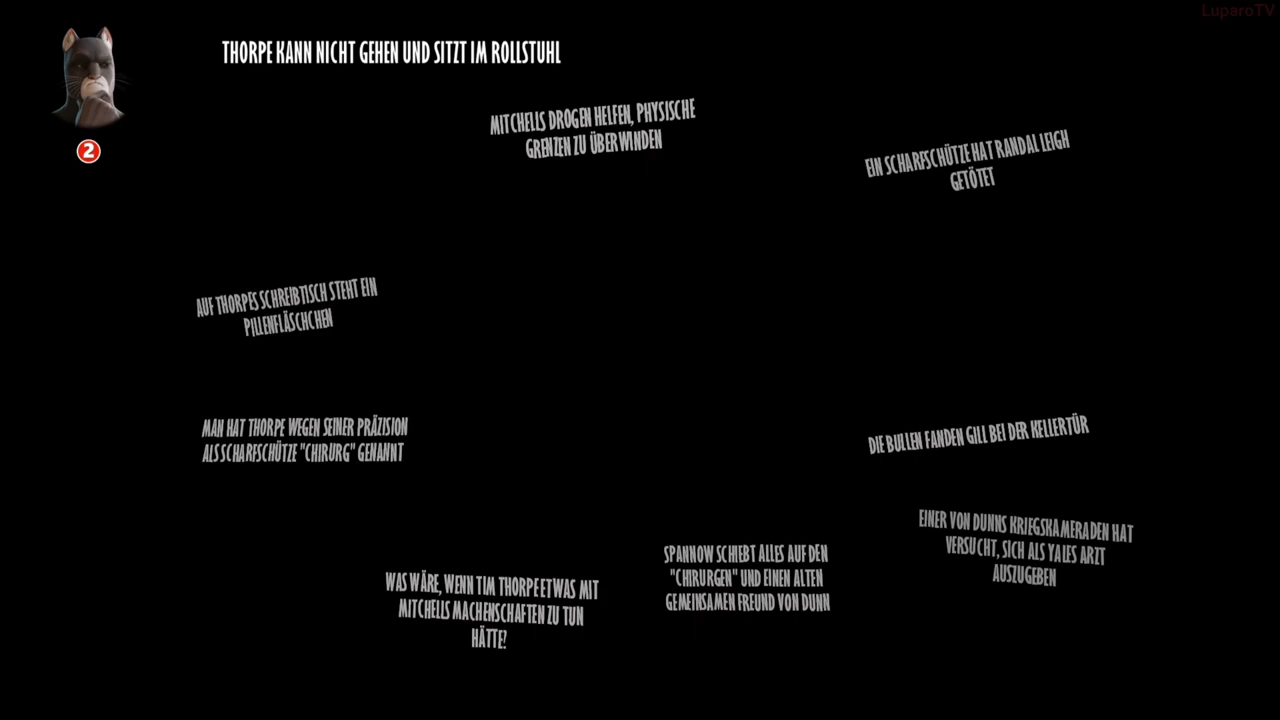 LuparoTV
THORPE KANN NICHT GEHEN UND SITZT IM ROLLSTUHL
2
MITCHELLS DROGEN HELFEN, PHYSISCHE
GRENZEN ZU ÜBERWINDEN
EIN SCHARFSCHÜTZE HAT RANDAL LEIGH
GETÖTET
AUF THORPES SCHREIBTISCH STEHT EIN
PILLENFLÄSCHCHEN
MAN HAT THORPE WEGEN SEINER PRÄZISION
ALS SCHARFSCHÜTZE "CHIRURG" GENANNT
DIE BULLEN FANDEN GILL BEI DER KELLERTÜR
EINER VON DUNNS KRIEGSKAMERADEN HAT
VERSUCHT, SICH ALS YALES ARZT
AUSZUGEBEN
SPANNOW SCHIEBT ALLES AUF DEN
"CHIRURGEN" UND EINEN ALTEN
GEMEINSAMEN FREUND VON DUNN
WAS WÄRE, WENN TIM THORPE ETWAS MIT
MITCHELLS MACHENSCHAFTEN ZU TUN
HÄTTE?